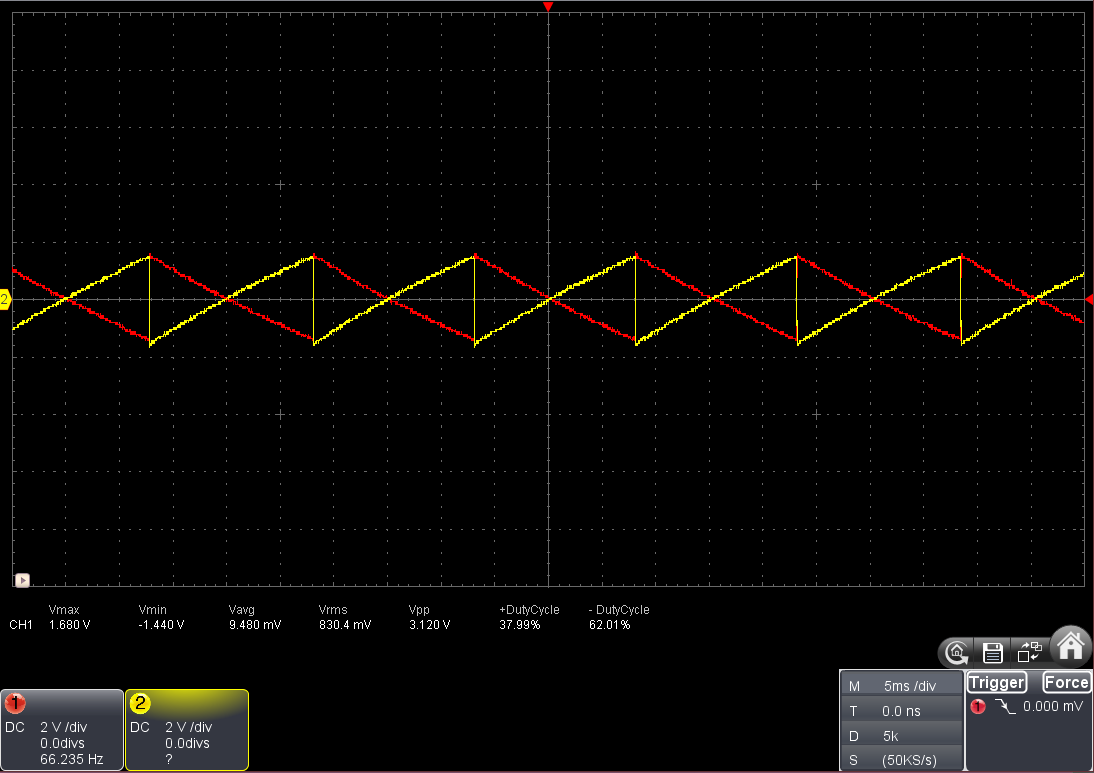 2
Vmax Vmin Vavg Vrms Vpp +DutyCycle - DutyCycle
CH1 1.680 V -1.440 V 9.480 mV 830.4 mV 3.120 V 37.99% 62.01%
1
DC 2 V /div
0.0divs
66.235 Hz
2
DC 2 V /div
0.0divs
?
M 5ms /div
T 0.0 ns
D 5k
S (50KS/s)
Trigger Force
1 0.000 mV